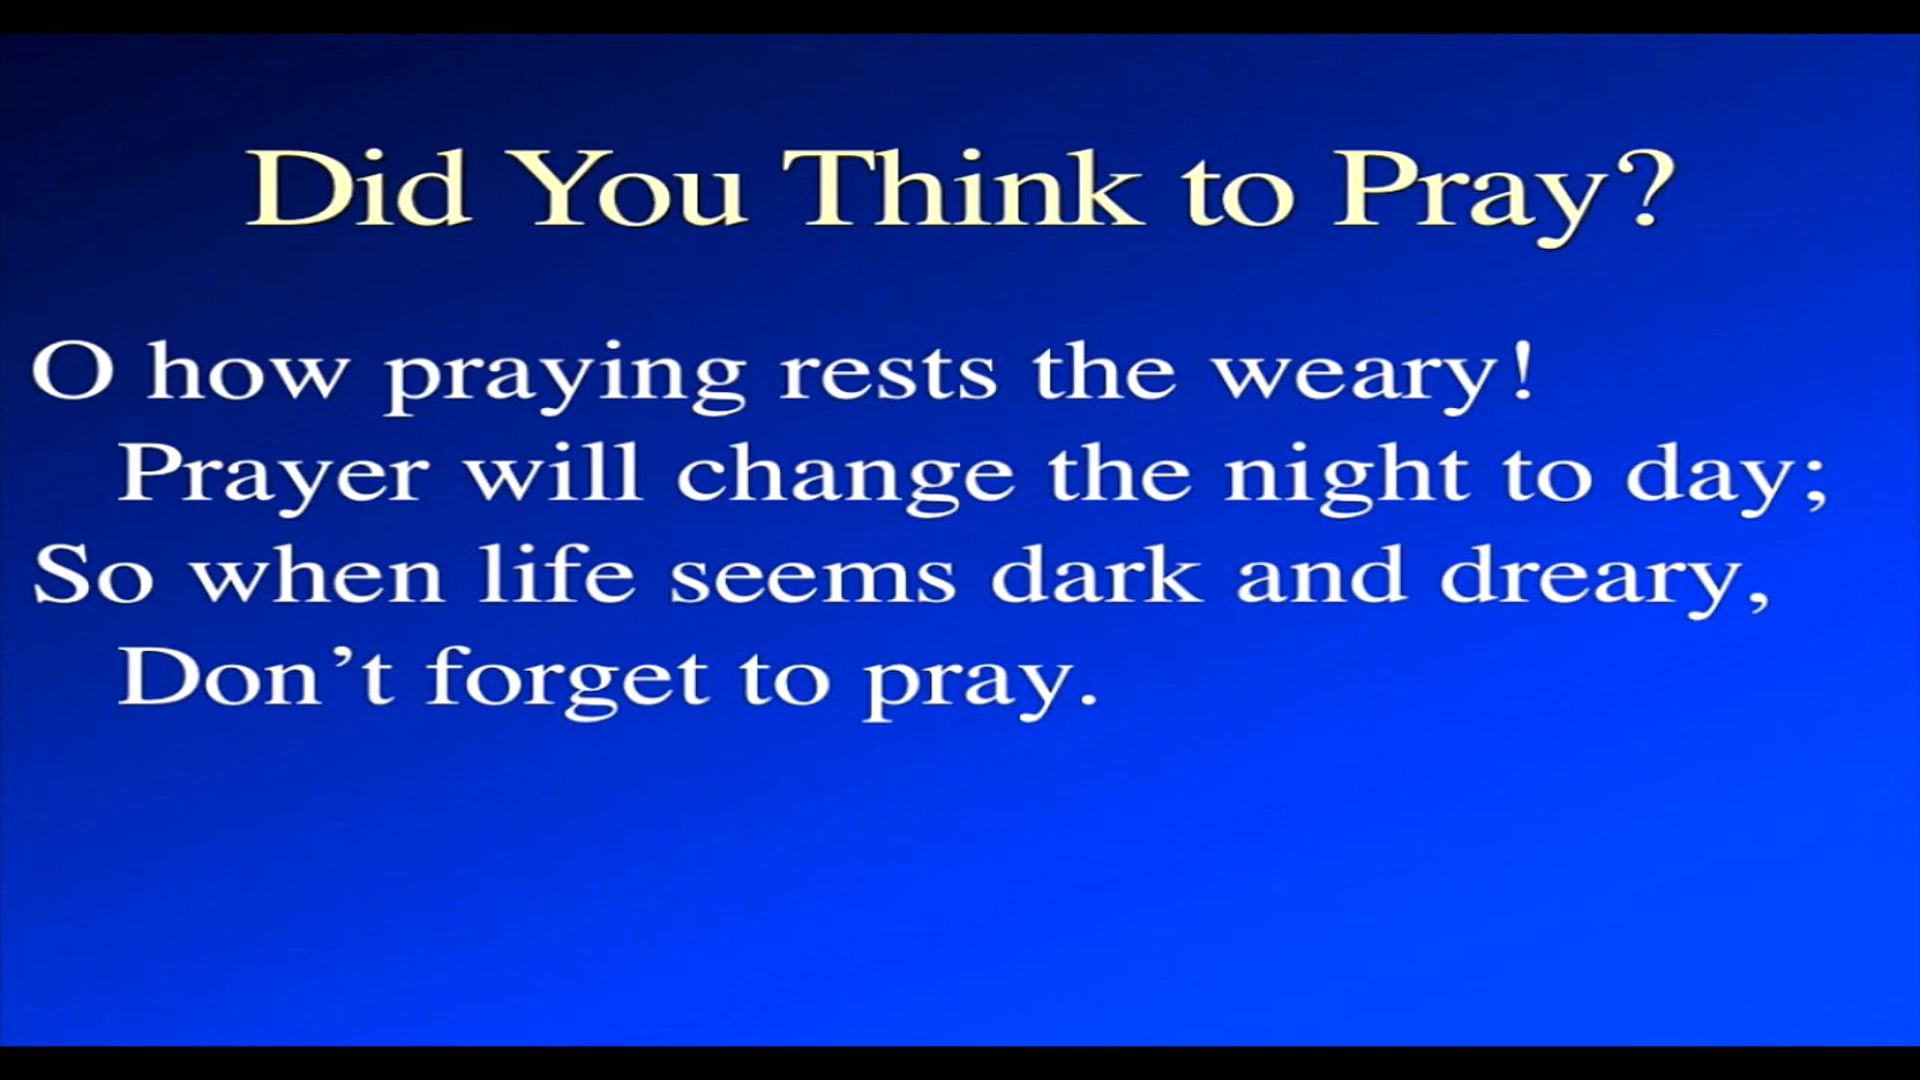 Did You Think to Pray?
O how praying rests the weary!
Prayer will change the night to day;
So when life seems dark and dreary,
Don’t forget to pray.